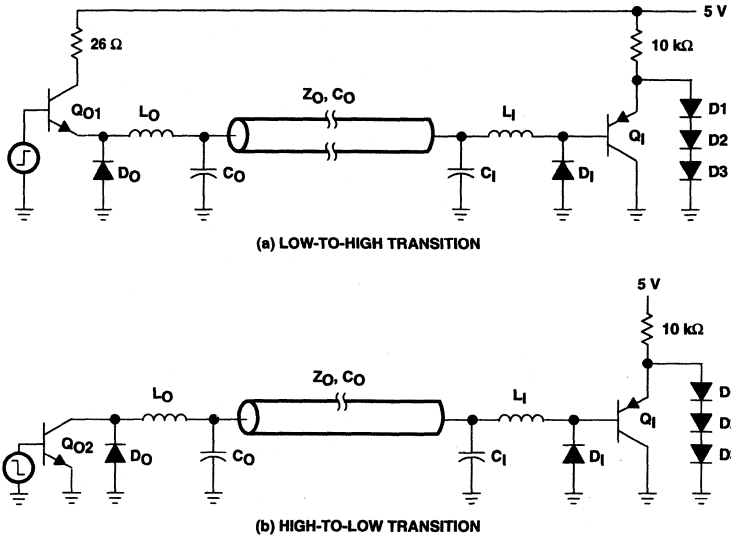 5 V
26 Ω
10 kΩ
QO1
LO
ZO, CO
LI
QI
D1
D2
D3
DO
CO
CI
DI
(a) LOW-TO-HIGH TRANSITION
5 V
10 kΩ
LO
ZO, CO
LI
QI
D
D
D
QO2
DO
CO
CI
DI
(b) HIGH-TO-LOW TRANSITION